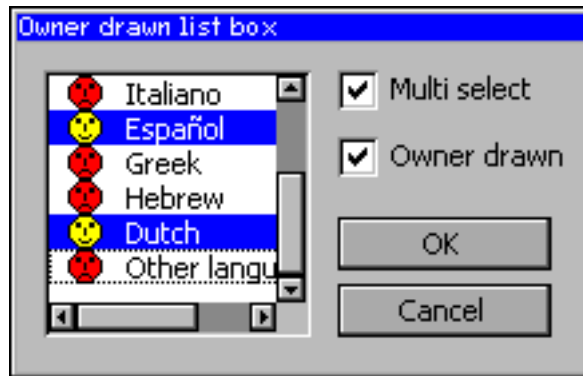 Owner drawn list box
Italiano
Español
Greek
Hebrew
Dutch
Other langu
Multi select
Owner drawn
OK
Cancel